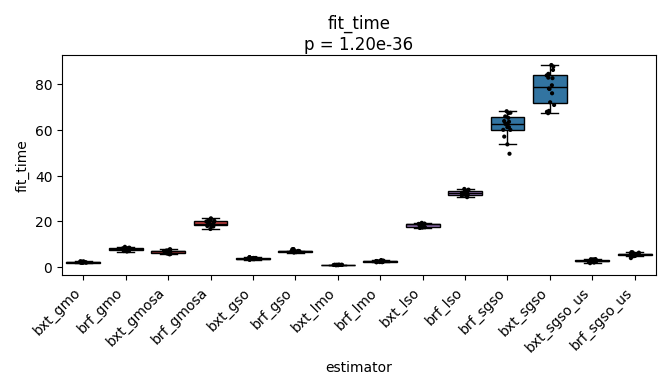 fit_time
p = 1.20e-36
fit_time
80
60
40
20
0
bxt_gmo
brf_gmo
bxt_gmosa
brf_gmosa
bxt_gso
brf_gso
bxt_lmo
brf_lmo
bxt_lso
brf_lso
brf_sgso
bxt_sgso
bxt_sgso_us
brf_sgso_us
estimator